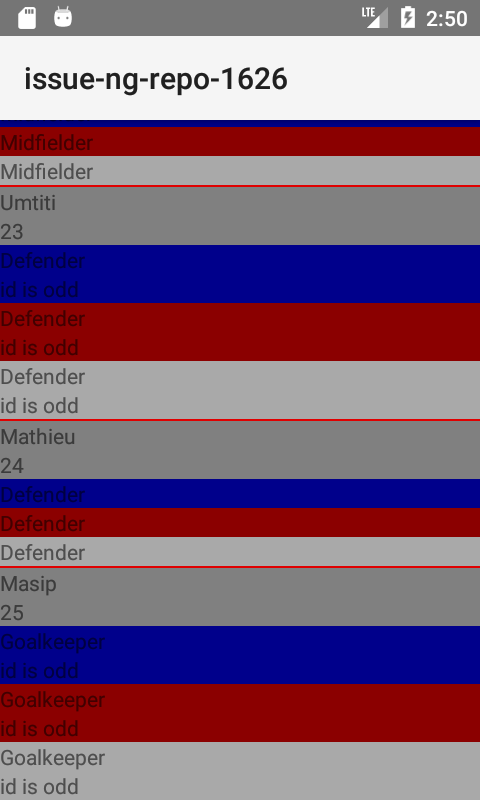 LTE
2:50
issue-ng-repo-1626
Midfielder
Midfielder
Umtiti
23
Defender
id is odd
Defender
id is odd
Defender
id is odd
Mathieu
24
Defender
Defender
Defender
Masip
25
Goalkeeper
id is odd
Goalkeeper
id is odd
Goalkeeper
id is odd